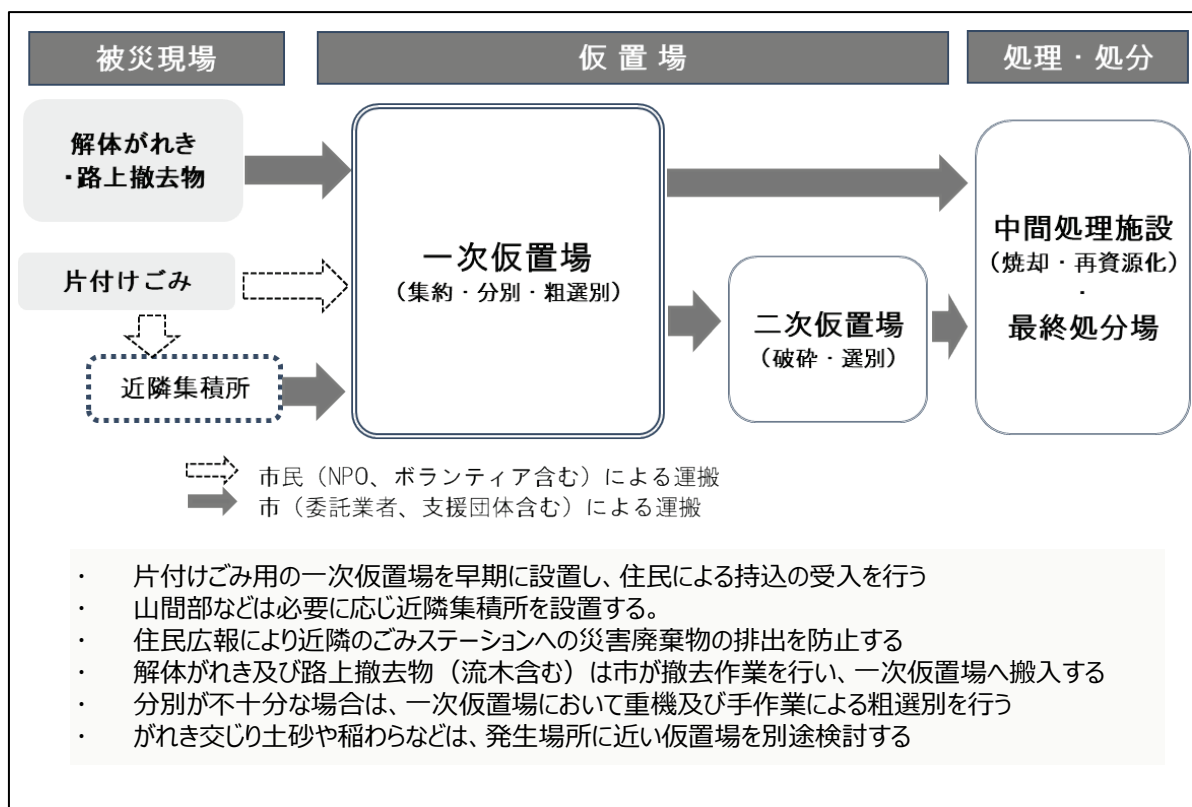 被災現場
仮置場
処理・処分
解体がれき
・路上撤去物
片付けごみ
近隣集積所
一次仮置場
（集約・分別・粗選別）
二次仮置場
（破砕・選別）
中間処理施設
（焼却・再資源化）
・
最終処分場
市民（NPO、ボランティア含む）による運搬
市（委託業者、支援団体含む）による運搬
・ 片付けごみ用の一次仮置場を早期に設置し、住民による持込の受入を行う
・ 山間部などは必要に応じ近隣集積所を設置する。
・ 住民広報により近隣のごみステーションへの災害廃棄物の排出を防止する
・ 解体がれき及び路上撤去物（流木含む）は市が撤去作業を行い、一次仮置場へ搬入する
・ 分別が不十分な場合は、一次仮置場において重機及び手作業による粗選別を行う
・ がれき交じり土砂や稲わらなどは、発生場所に近い仮置場を別途検討する